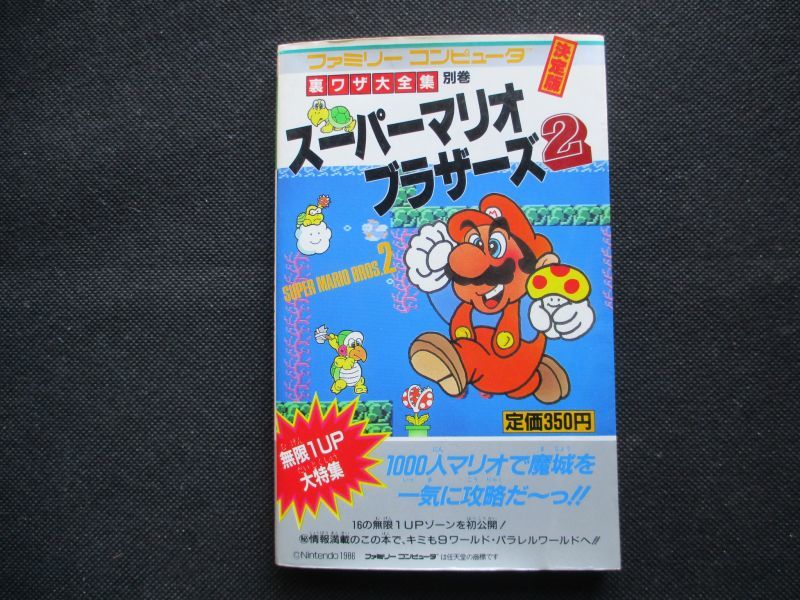 ファミリー コンピュータ
決定版
裏ワザ大全集 別巻
スーパーマリオ
ブラザーズ2
SUPER MARIO BROS.2
M
定価350円
無限1UP
大特集
1000人マリオで魔城を
一気に攻略だ〜っ!!
16の無限1UPゾーンを初公開!
㊙情報満載のこの本で、キミも9ワールド・パラレルワールドへ!!
©Nintendo 1986 ファミリー コンピュータは任天堂の商標です